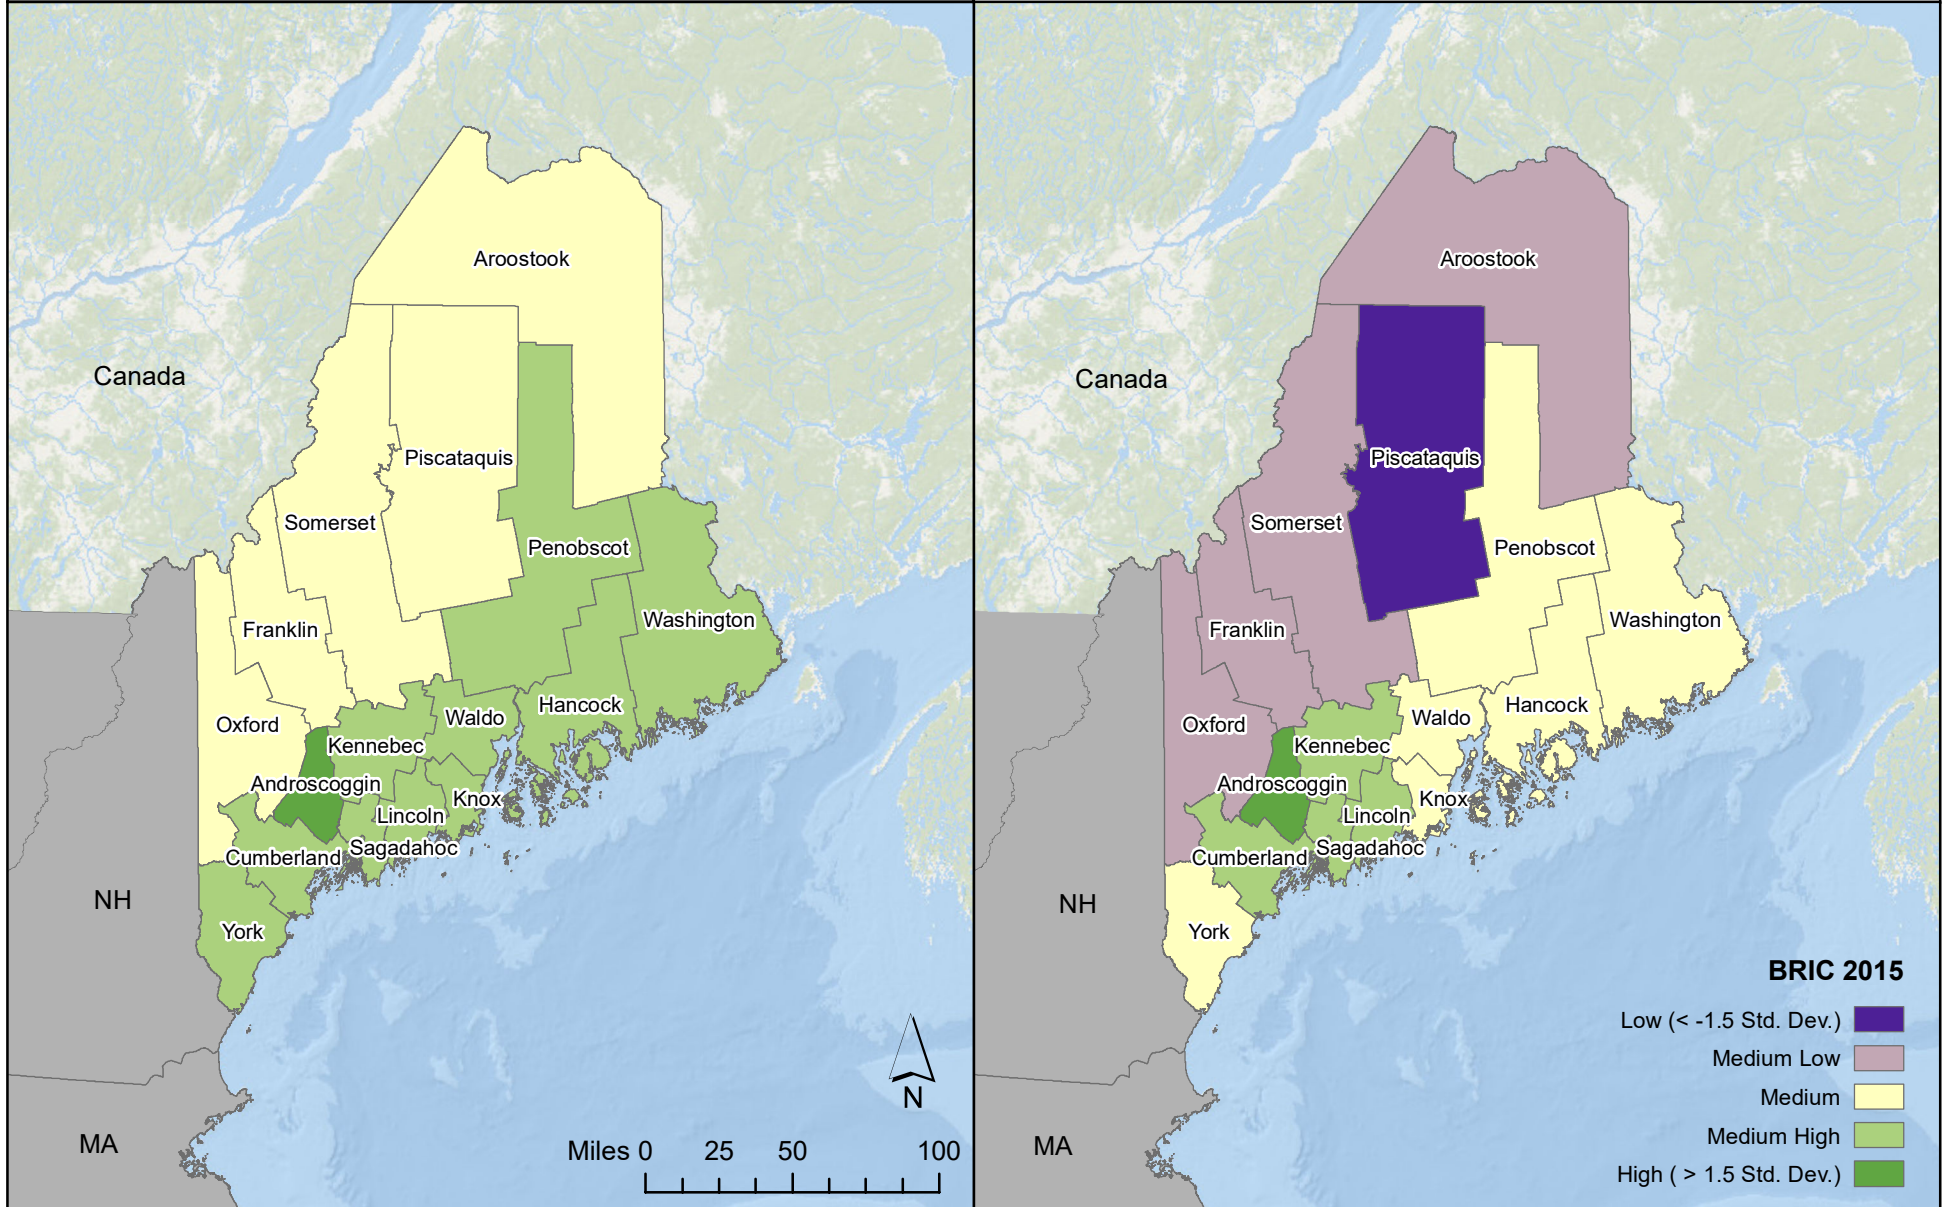 Aroostook
Canada
Piscataquis
Somerset
Penobscot
Franklin
Washington
Oxford
Waldo
Hancock
Kennebec
Androscoggin
Knox
Lincoln
Sagadahoc
Cumberland
NH
York
N
MA
Miles 0 25 50 100
Aroostook
Canada
Piscataquis
Somerset
Penobscot
Franklin
Washington
Oxford
Waldo
Hancock
Kennebec
Androscoggin
Knox
Lincoln
Sagadahoc
Cumberland
NH
York
MA
BRIC 2015
Low (< -1.5 Std. Dev.)
Medium Low
Medium
Medium High
High ( > 1.5 Std. Dev.)